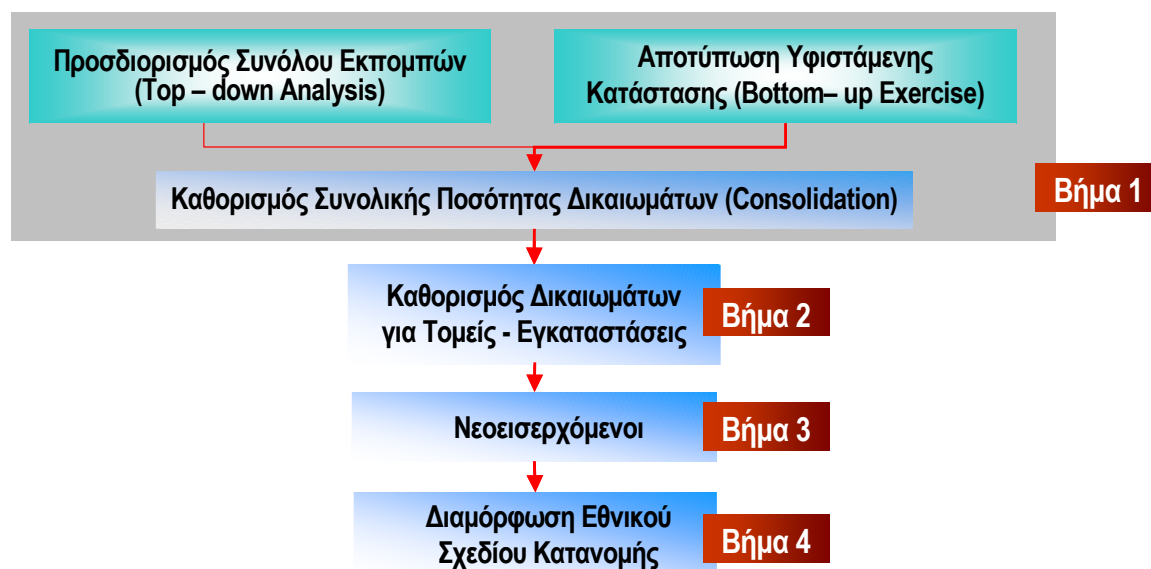 Προσδιορισμός Συνόλου Εκπομπών
(Top – down Analysis)
Αποτύπωση Υφιστάμενης
Κατάστασης (Bottom– up Exercise)
Καθορισμός Συνολικής Ποσότητας Δικαιωμάτων (Consolidation)
Βήμα 1
Καθορισμός Δικαιωμάτων
για Τομείς - Εγκαταστάσεις
Βήμα 2
Νεοεισερχόμενοι
Βήμα 3
Διαμόρφωση Εθνικού
Σχεδίου Κατανομής
Βήμα 4